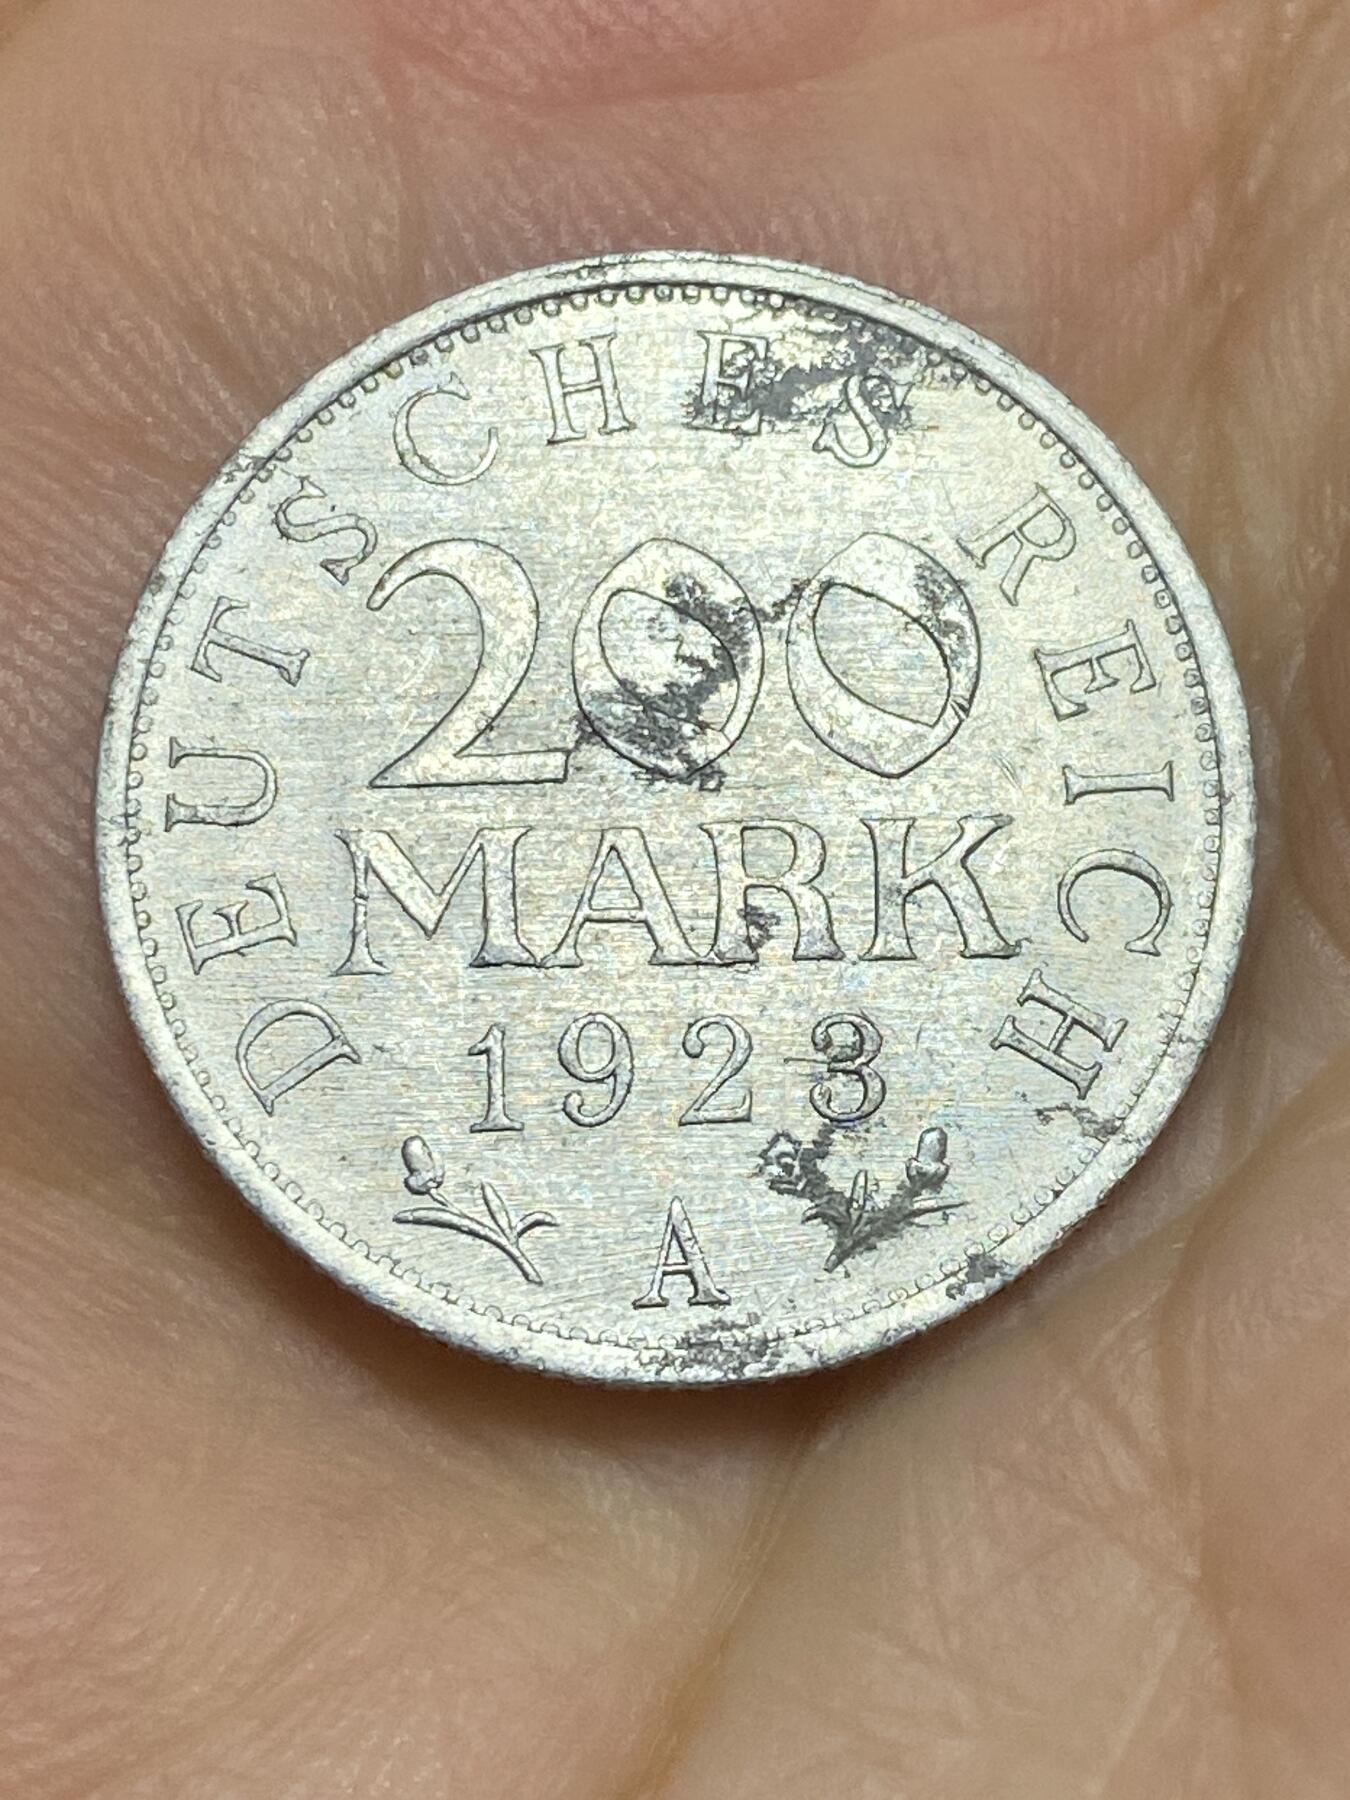 DEUTSCHES REICH
200
MARK
1923
A